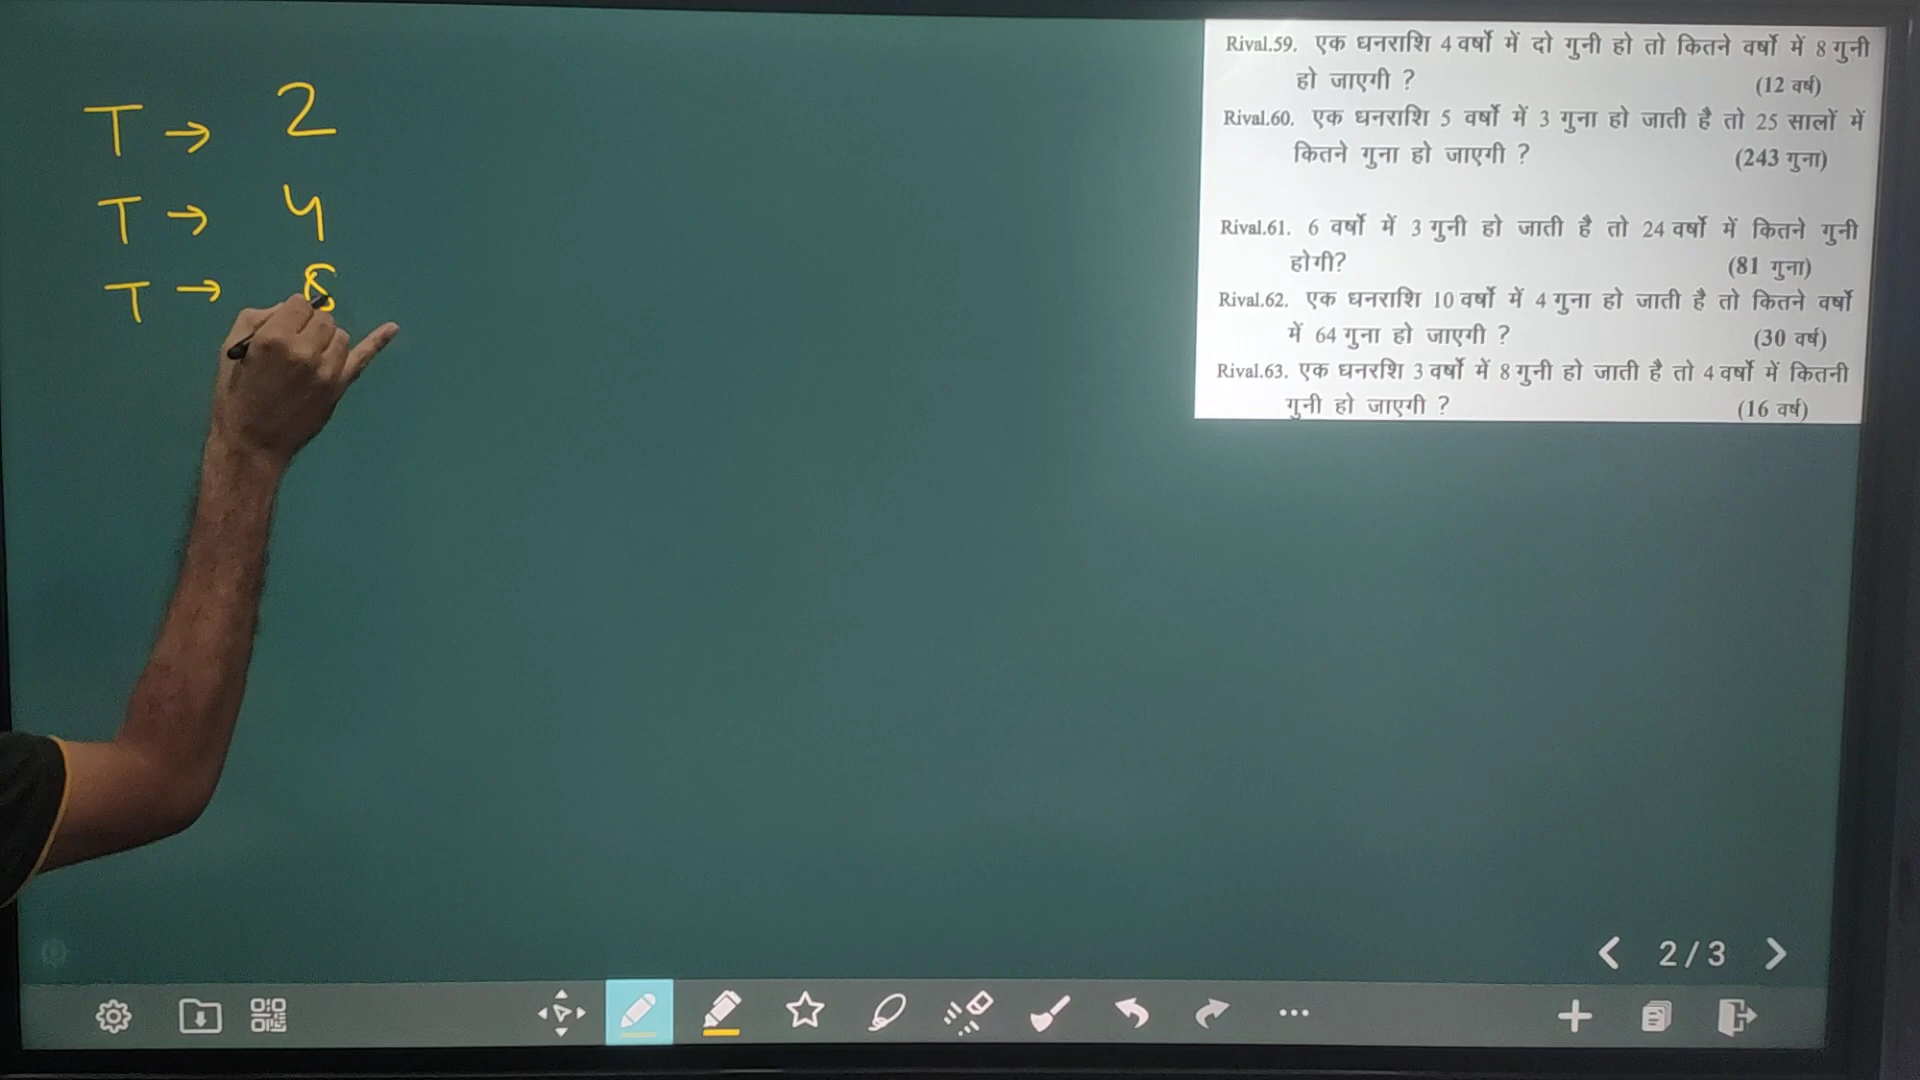 T → 2
T → 4
T → 8
Rival.59. एक धनराशि 4 वर्षो में दो गुनी हो तो कितने वर्षो में 8 गुनी
हो जाएगी ? (12 वर्ष)
Rival.60. एक धनराशि 5 वर्षो में 3 गुना हो जाती है तो 25 सालों में
कितने गुना हो जाएगी ? (243 गुना)
Rival.61. 6 वर्षो में 3 गुनी हो जाती है तो 24 वर्षो में कितने गुनी
होगी? (81 गुना)
Rival.62. एक धनराशि 10 वर्षो में 4 गुना हो जाती है तो कितने वर्षो
में 64 गुना हो जाएगी ? (30 वर्ष)
Rival.63. एक धनरशि 3 वर्षो में 8 गुनी हो जाती है तो 4 वर्षो में कितनी
गुनी हो जाएगी ? (16 वर्ष)
2/3